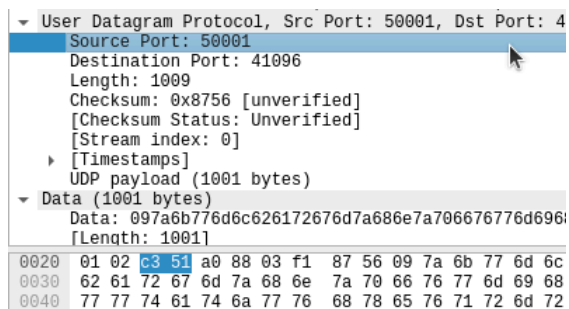 User Datagram Protocol, Src Port: 50001, Dst Port: 4
Source Port: 50001
Destination Port: 41096
Length: 1009
Checksum: 0x8756 [unverified]
[Checksum Status: Unverified]
[Stream index: 0]
[Timestamps]
UDP payload (1001 bytes)
Data (1001 bytes)
Data: 097a6b776d6c626172676d7a686e7a706676776d6968
[Length: 1001]
0020 01 02 c3 51 a0 88 03 f1 87 56 09 7a 6b 77 6d 6c
0030 62 61 72 67 6d 7a 68 6e 7a 70 66 76 77 6d 69 68
0040 77 77 74 61 74 6a 77 76 68 78 65 76 71 72 6d 72